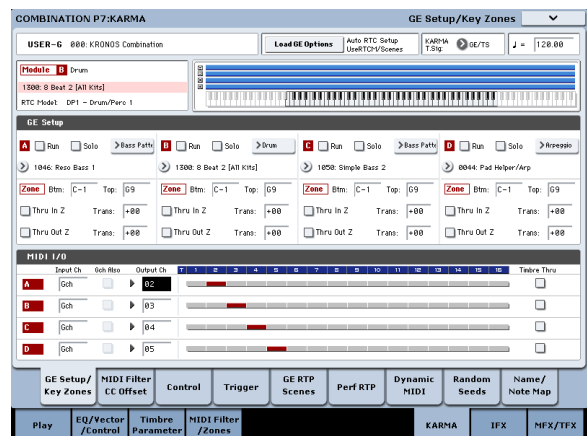 COMBINATION P7:KARMA GE Setup/Key Zones
USER-G 000: KRONOS Combination Load GE Options Auto RTC Setup UseRTCM/Scenes KARMA T.Sig: GE/TS ♩= 120.00
Module B Drum
1300: 8 Beat 2 [All Kits]
RTC Model: DP1 - Drum/Perc 1
GE Setup
A Run Solo >Bass Patte B Run Solo >Drum C Run Solo >Bass Patte D Run Solo >Arpeggio
1046: Reso Bass 1 1300: 8 Beat 2 [All Kits] 1050: Simple Bass 2 0044: Pad Helper/Arp
Zone Btm: C-1 Top: G9 Zone Btm: C-1 Top: G9 Zone Btm: C-1 Top: G9 Zone Btm: C-1 Top: G9
Thru In Z Trans: +00 Thru In Z Trans: +00 Thru In Z Trans: +00 Thru In Z Trans: +00
Thru Out Z Trans: +00 Thru Out Z Trans: +00 Thru Out Z Trans: +00 Thru Out Z Trans: +00
MIDI I/O
Input Ch Gch Also Output Ch T 1 2 3 4 5 6 7 8 9 10 11 12 13 14 15 16 Timbre Thru
A Gch 02
B Gch 03
C Gch 04
D Gch 05
GE Setup/ Key Zones MIDI Filter CC Offset Control Trigger GE RTP Scenes Perf RTP Dynamic MIDI Random Seeds Name/ Note Map
Play EQ/Vector /Control Timbre Parameter MIDI Filter /Zones KARMA IFX MFX/TFX